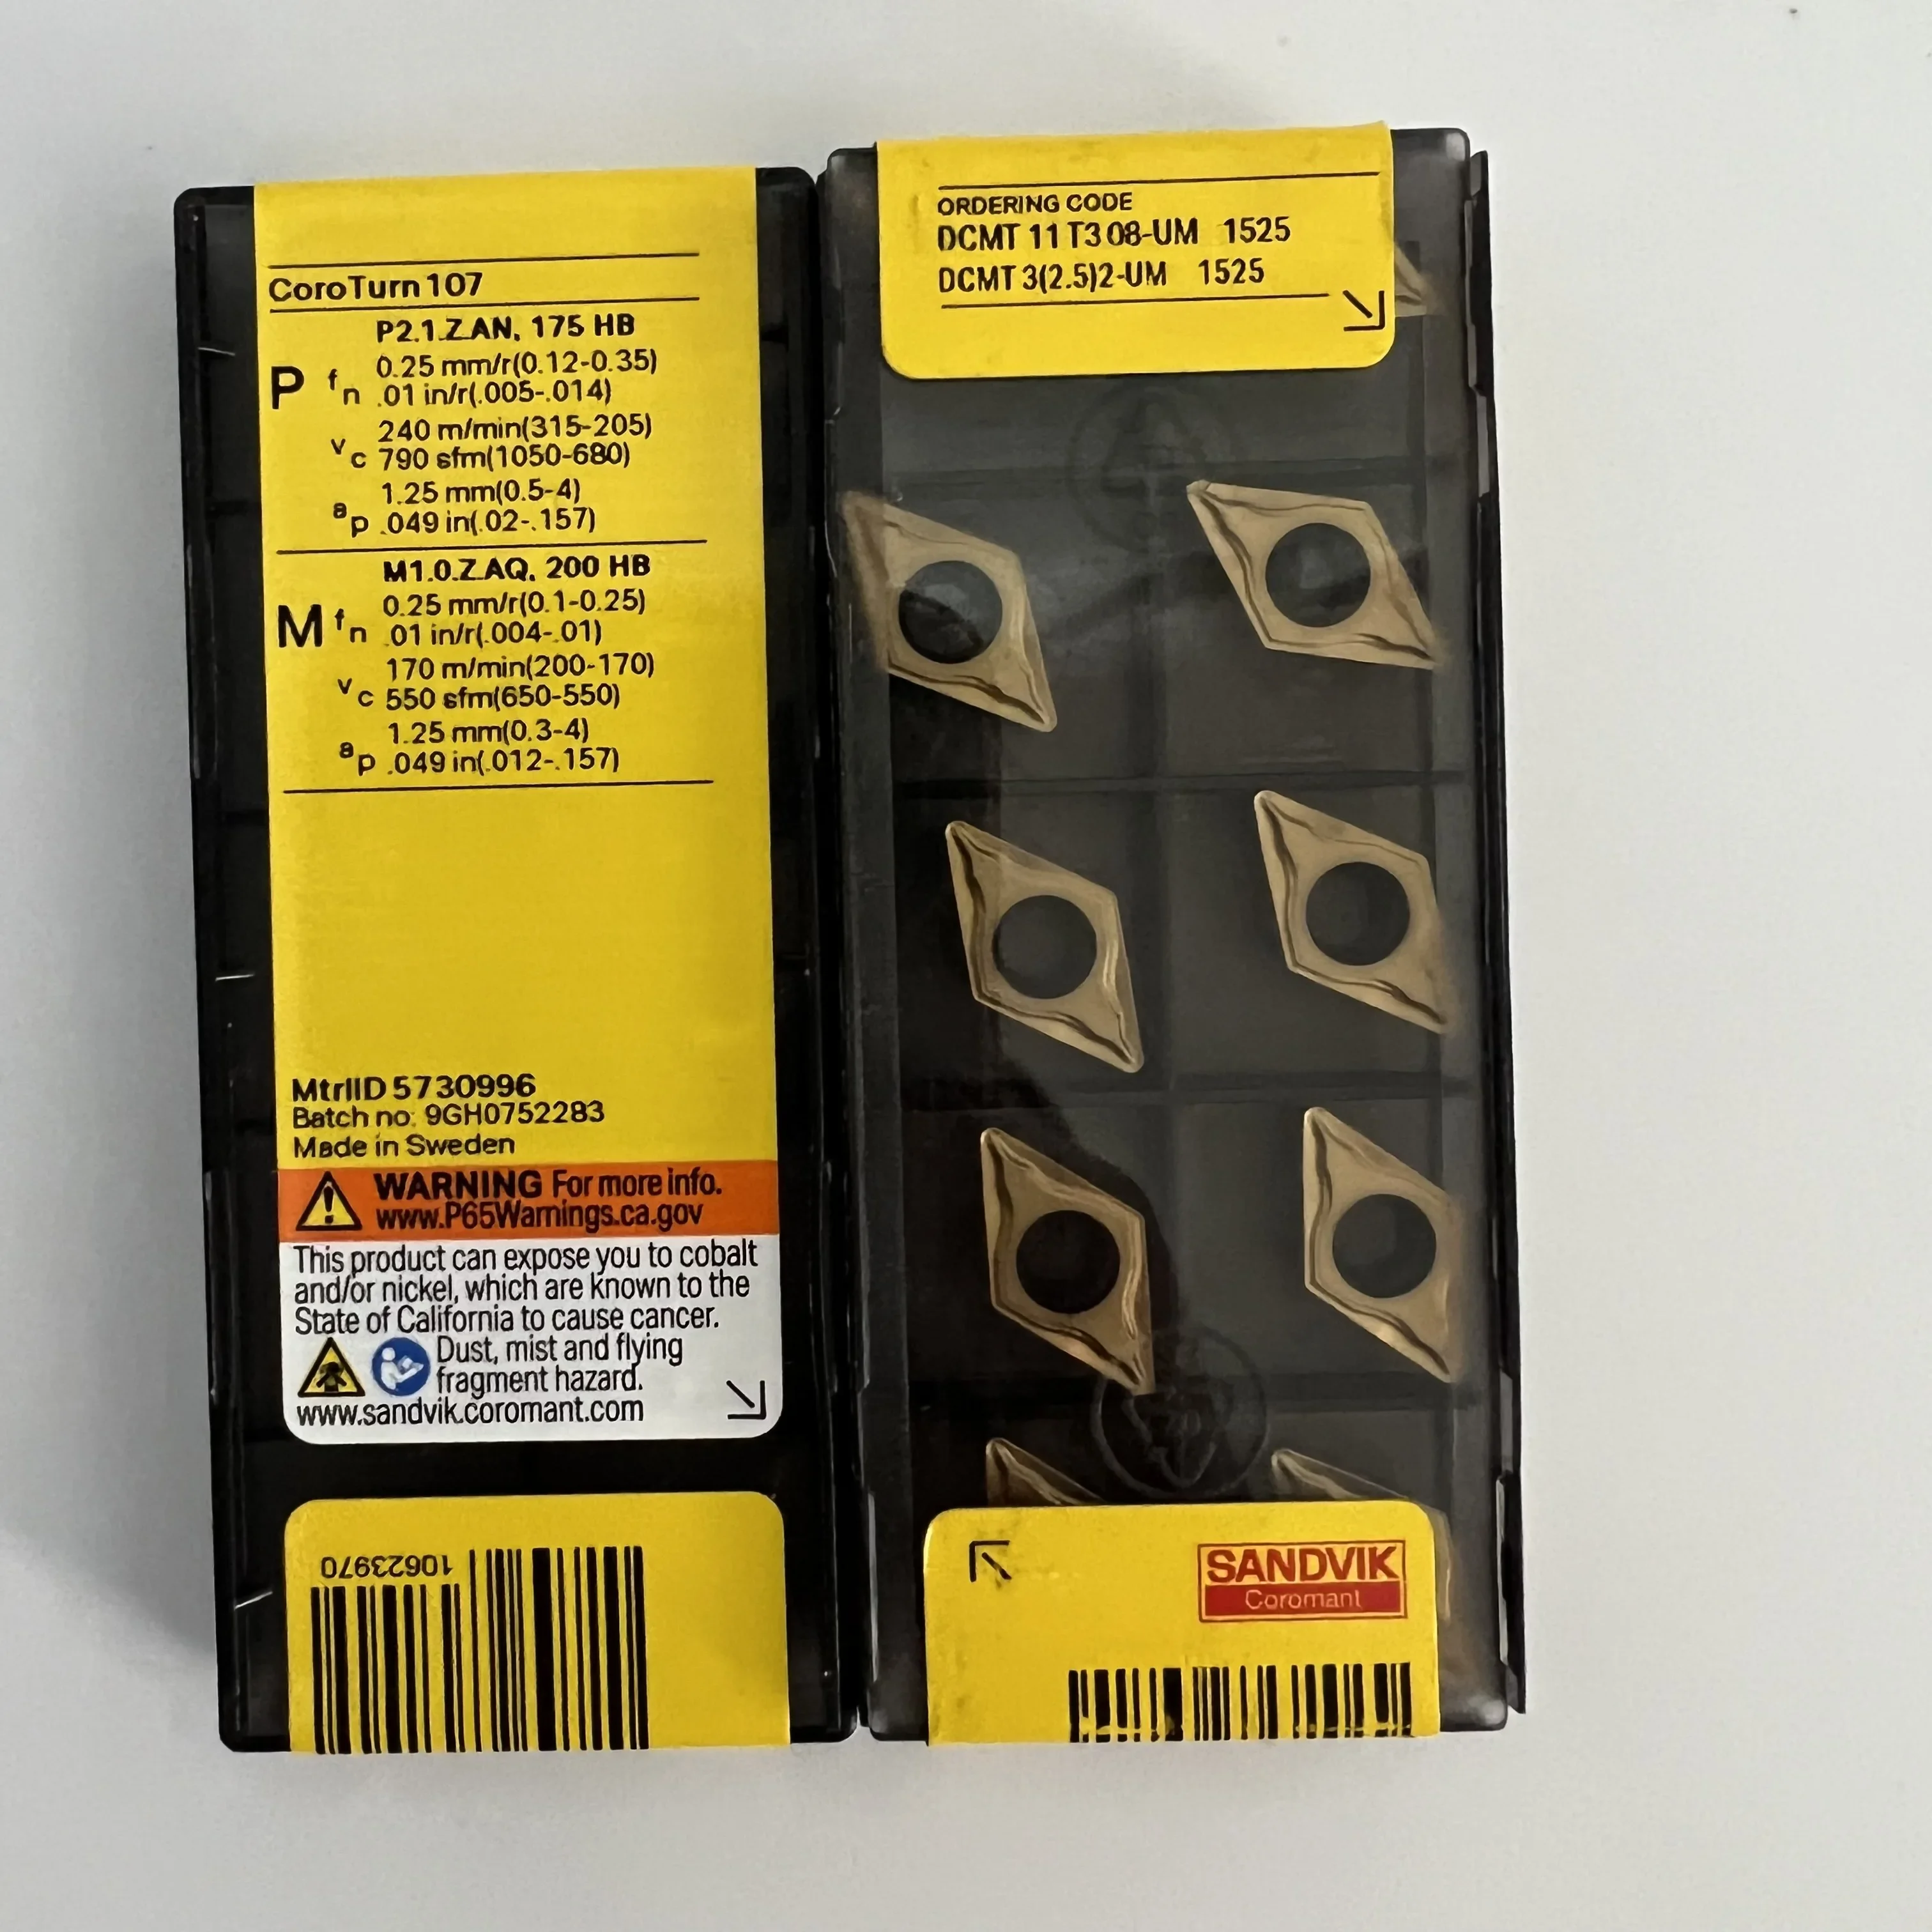 CoroTurn 107
P2.1.Z.AN, 175 HB
P fn 0.25 mm/r(0.12-0.35)
.01 in/r(.005-.014)
vc 240 m/min(315-205)
790 sfm(1050-680)
ap 1.25 mm(0.5-4)
.049 in(.02-.157)
M1.0.Z.AQ, 200 HB
M fn 0.25 mm/r(0.1-0.25)
.01 in/r(.004-.01)
vc 170 m/min(200-170)
550 sfm(650-550)
ap 1.25 mm(0.3-4)
.049 in(.012-.157)
MtrlID 5730996
Batch no: 9GH0752283
Made in Sweden
WARNING For more info.
www.P65Warnings.ca.gov
This product can expose you to cobalt
and/or nickel, which are known to the
State of California to cause cancer.
Dust, mist and flying
fragment hazard.
www.sandvik.coromant.com
10623970
ORDERING CODE
DCMT 11 T3 08-UM 1525
DCMT 3(2.5)2-UM 1525
SANDVIK
Coromant